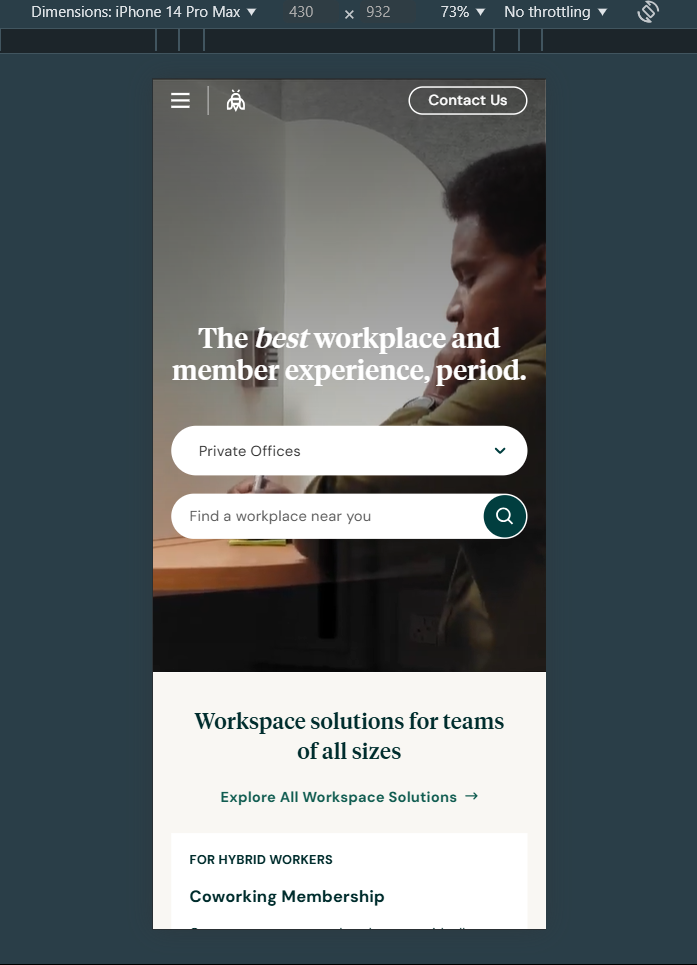 Dimensions: iPhone 14 Pro Max ▼ 430 × 932 73% ▼ No throttling ▼
Contact Us
The best workplace and
member experience, period.
Private Offices
Find a workplace near you
Workspace solutions for teams
of all sizes
Explore All Workspace Solutions →
FOR HYBRID WORKERS
Coworking Membership